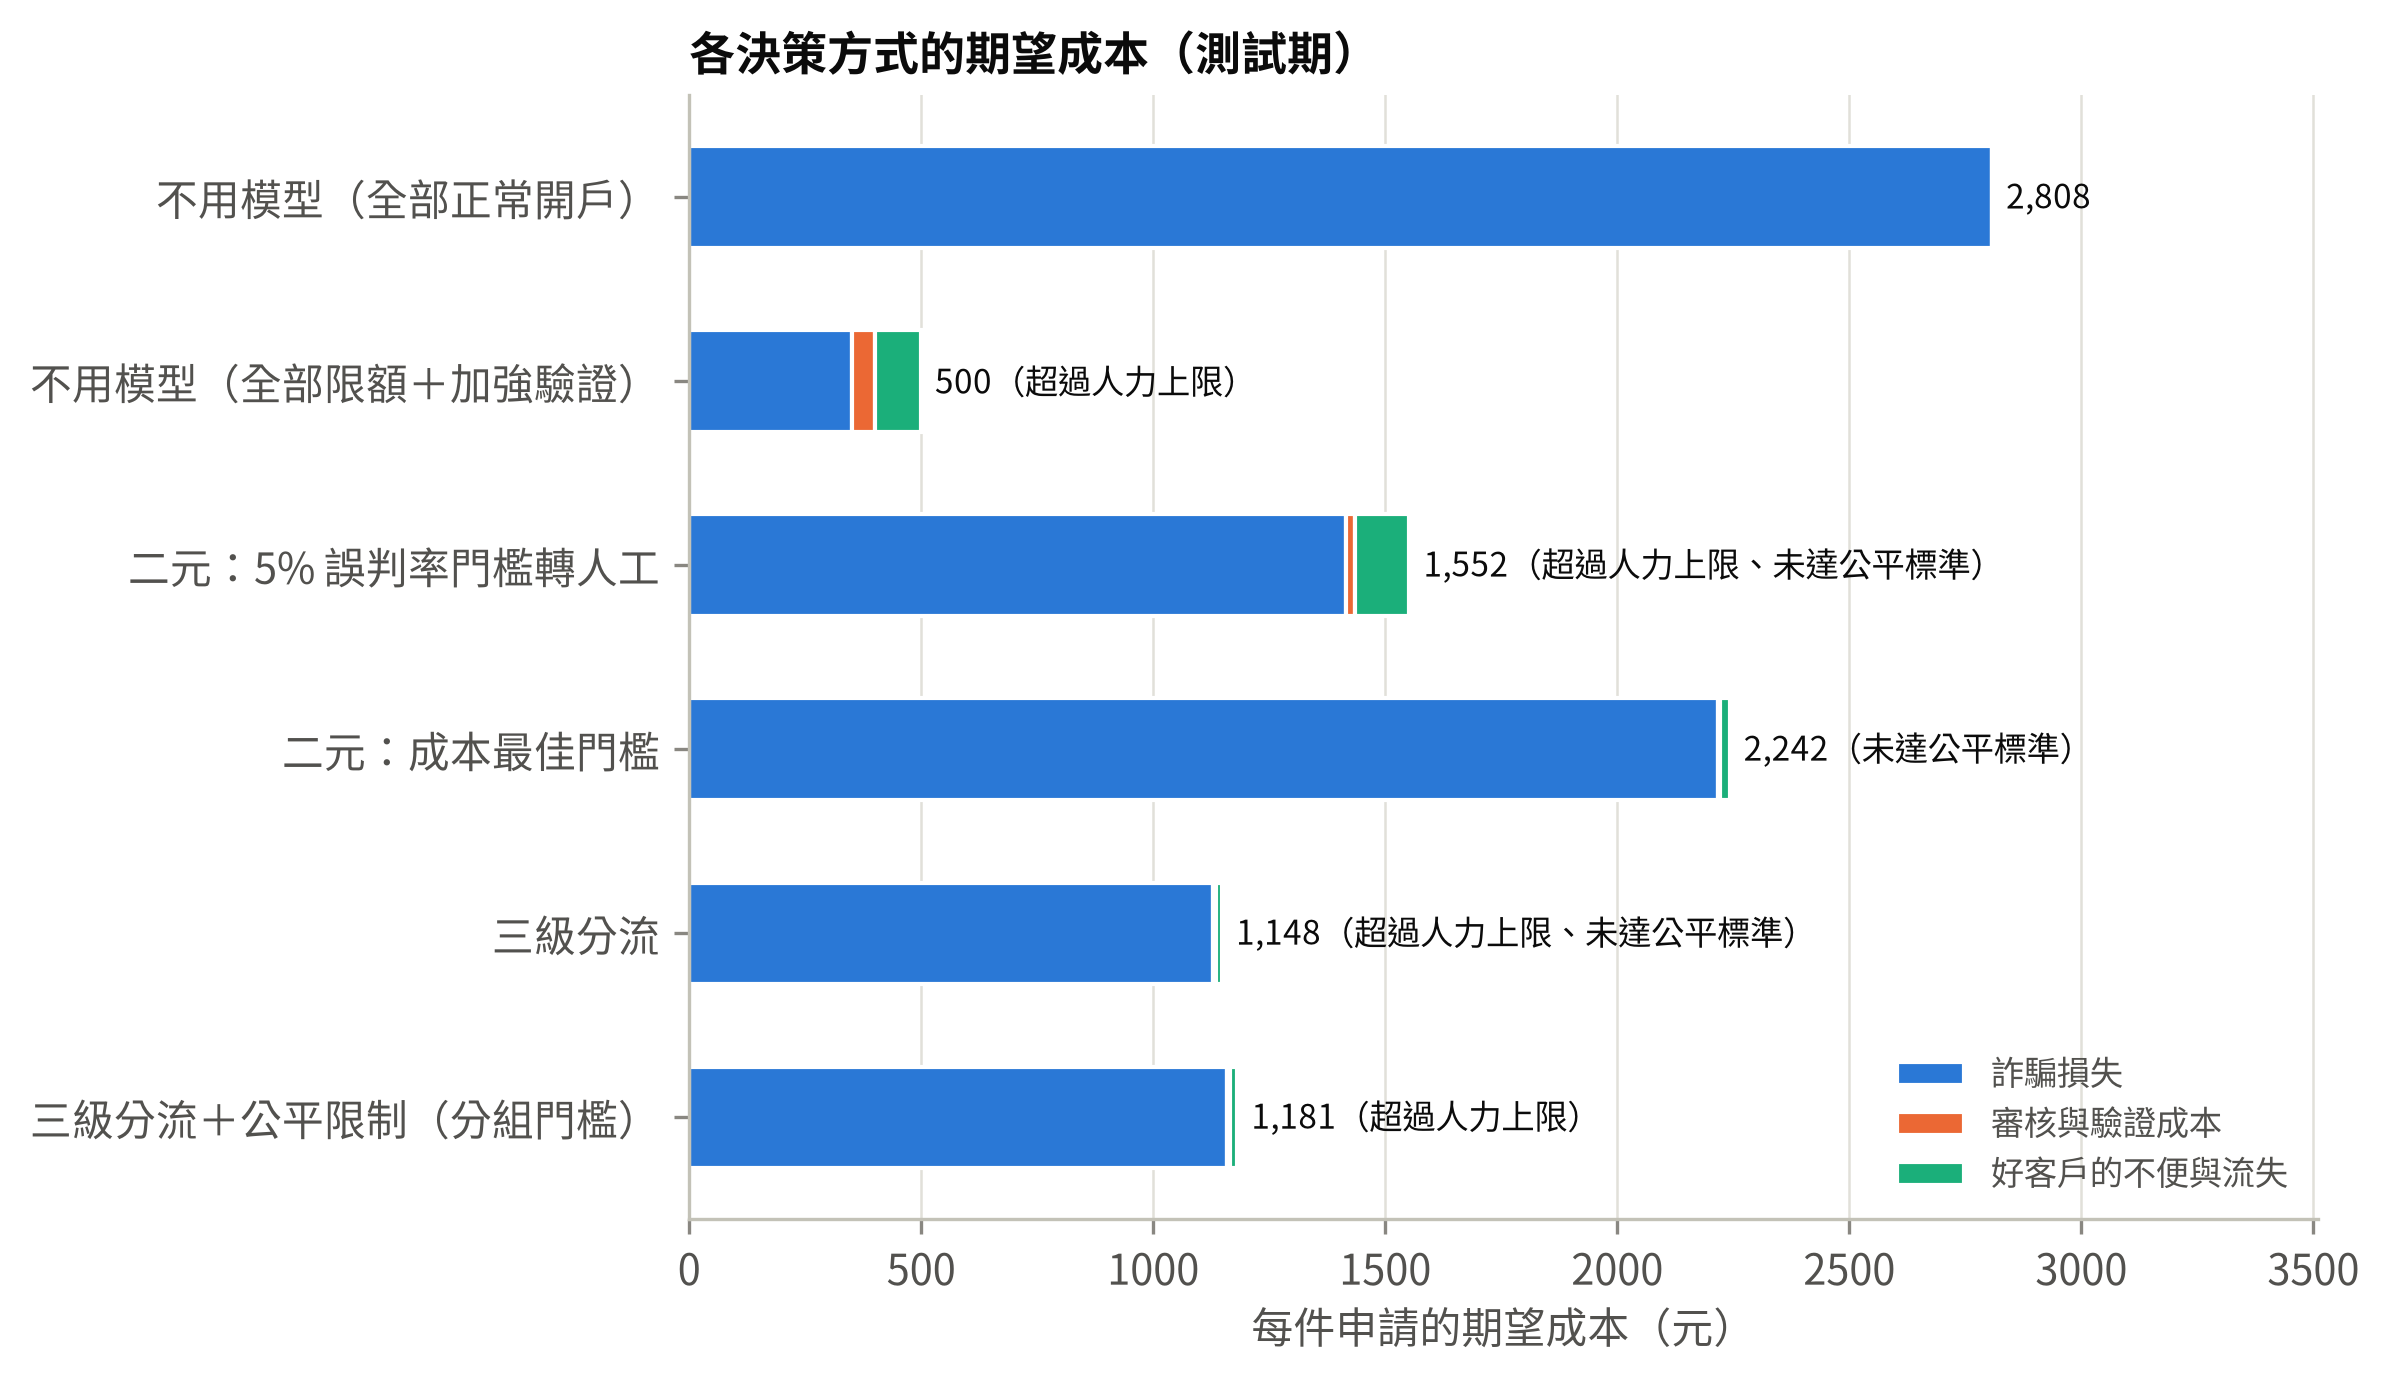 各決策方式的期望成本（測試期）
不用模型（全部正常開戶）
2,808
不用模型（全部限額＋加強驗證）
500（超過人力上限）
二元：5% 誤判率門檻轉人工
1,552（超過人力上限、未達公平標準）
二元：成本最佳門檻
2,242（未達公平標準）
三級分流
1,148（超過人力上限、未達公平標準）
三級分流＋公平限制（分組門檻）
1,181（超過人力上限）
詐騙損失
審核與驗證成本
好客戶的不便與流失
0 500 1000 1500 2000 2500 3000 3500
每件申請的期望成本（元）